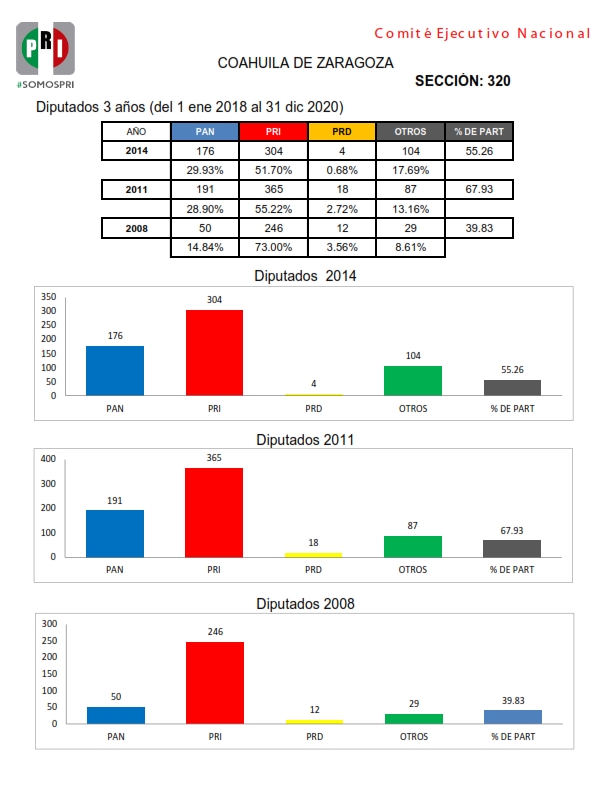 Comité Ejecutivo Nacional
PRI
#SOMOSPRI
COAHUILA DE ZARAGOZA
SECCIÓN: 320
Diputados 3 años (del 1 ene 2018 al 31 dic 2020)
AÑO PAN PRI PRD OTROS % DE PART
2014 176 304 4 104 55.26
29.93% 51.70% 0.68% 17.69%
2011 191 365 18 87 67.93
28.90% 55.22% 2.72% 13.16%
2008 50 246 12 29 39.83
14.84% 73.00% 3.56% 8.61%
Diputados 2014
350
300
250
200
150
100
50
0
176 304 4 104 55.26
PAN PRI PRD OTROS % DE PART
Diputados 2011
400
300
200
100
0
191 365 18 87 67.93
PAN PRI PRD OTROS % DE PART
Diputados 2008
300
250
200
150
100
50
0
50 246 12 29 39.83
PAN PRI PRD OTROS % DE PART